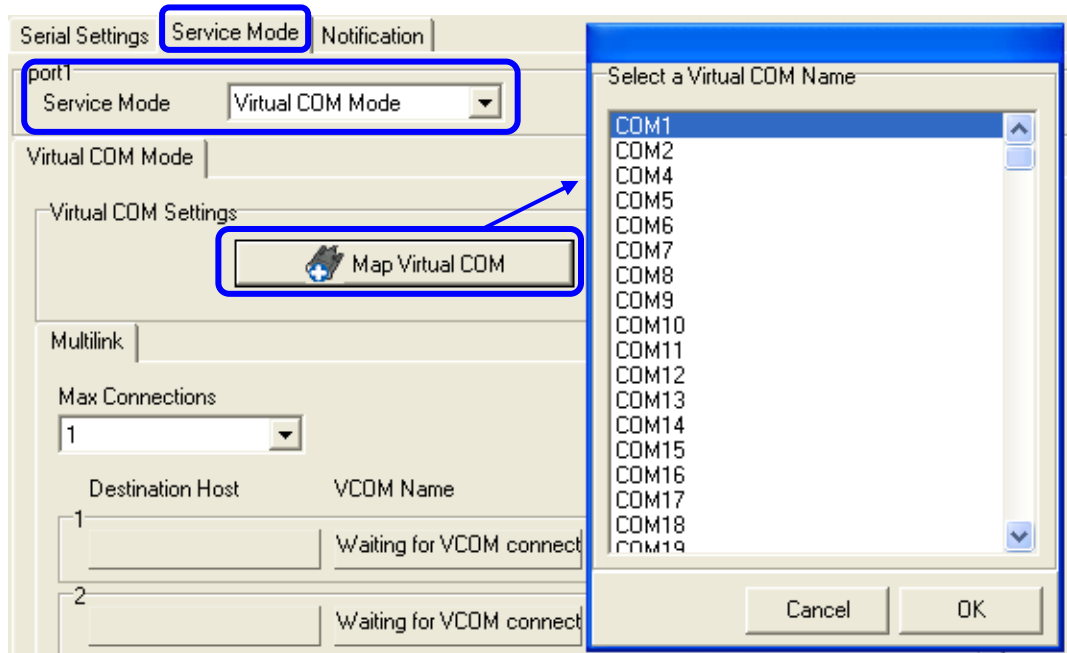 Serial Settings Service Mode Notification
port1
Service Mode Virtual COM Mode
Virtual COM Mode
Virtual COM Settings
Map Virtual COM
Multilink
Max Connections
1
Destination Host VCOM Name
1
Waiting for VCOM connect
2
Waiting for VCOM connect
Select a Virtual COM Name
COM1
COM2
COM4
COM5
COM6
COM7
COM8
COM9
COM10
COM11
COM12
COM13
COM14
COM15
COM16
COM17
COM18
COM19
Cancel OK